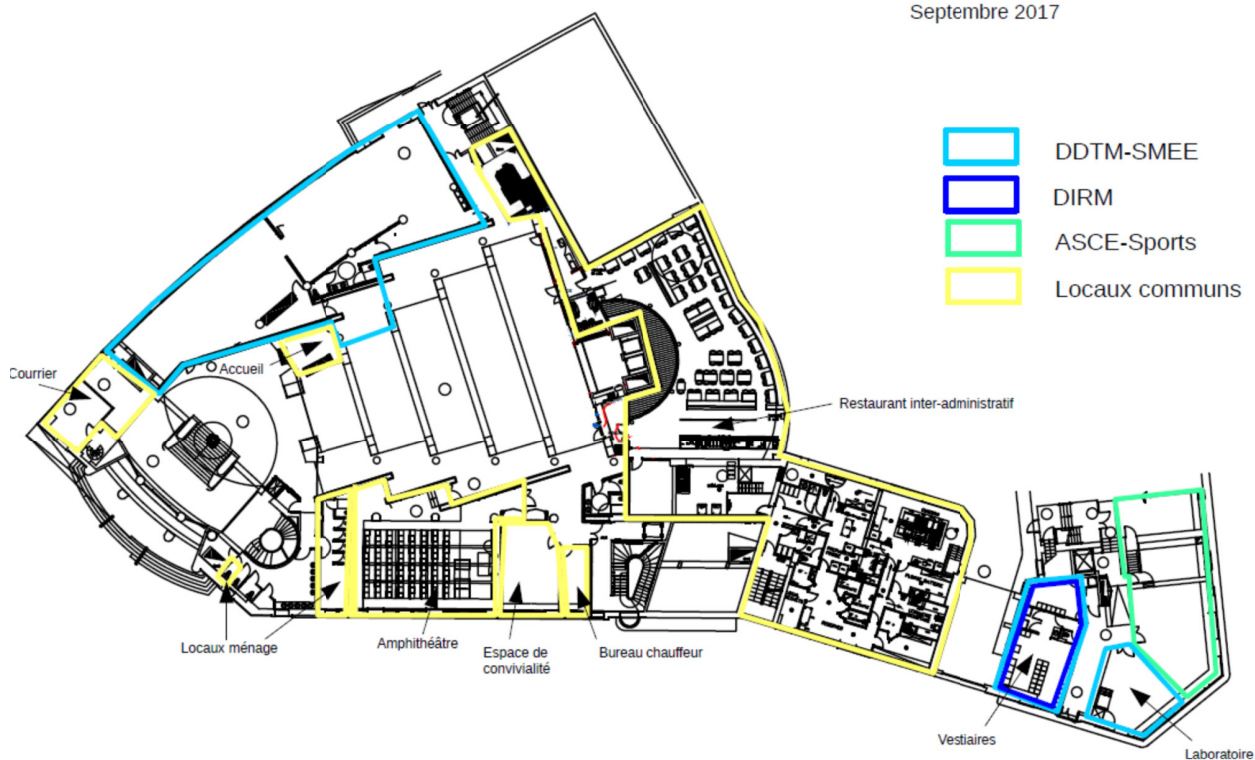 Septembre 2017
DDTM-SMEE
DIRM
ASCE-Sports
Locaux communs
Courrier
Accueil
Restaurant inter-administratif
Locaux ménage
Amphithéâtre
Espace de
convivialité
Bureau chauffeur
Vestiaires
Laboratoire